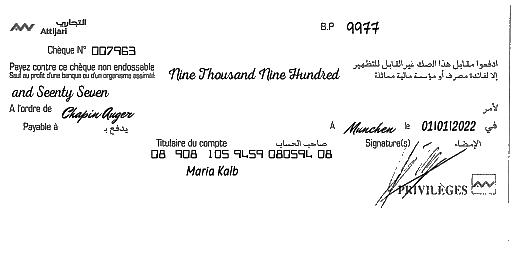 التجاري
Attijari
B.P 9977
Chèque N° 007963
Payez contre ce chèque non endossable
Sauf au profit d'une banque ou d'un organisme assimilé
Nine Thousand Nine Hundred
ادفعوا مقابل هذا الصك غير القابل للتظهير
إلا لفائدة مصرف أو مؤسسة مالية مماثلة
and Seenty Seven
A l'ordre de Chapin Auger
لأمر
Payable à
يدفع بـ
A Munchen le 01|01|2022 في
Titulaire du compte صاحب الحساب
Signature(s) الإمضاء
08 908 105 9459 080594 08
Maria Kalb
PRIVILÈGES